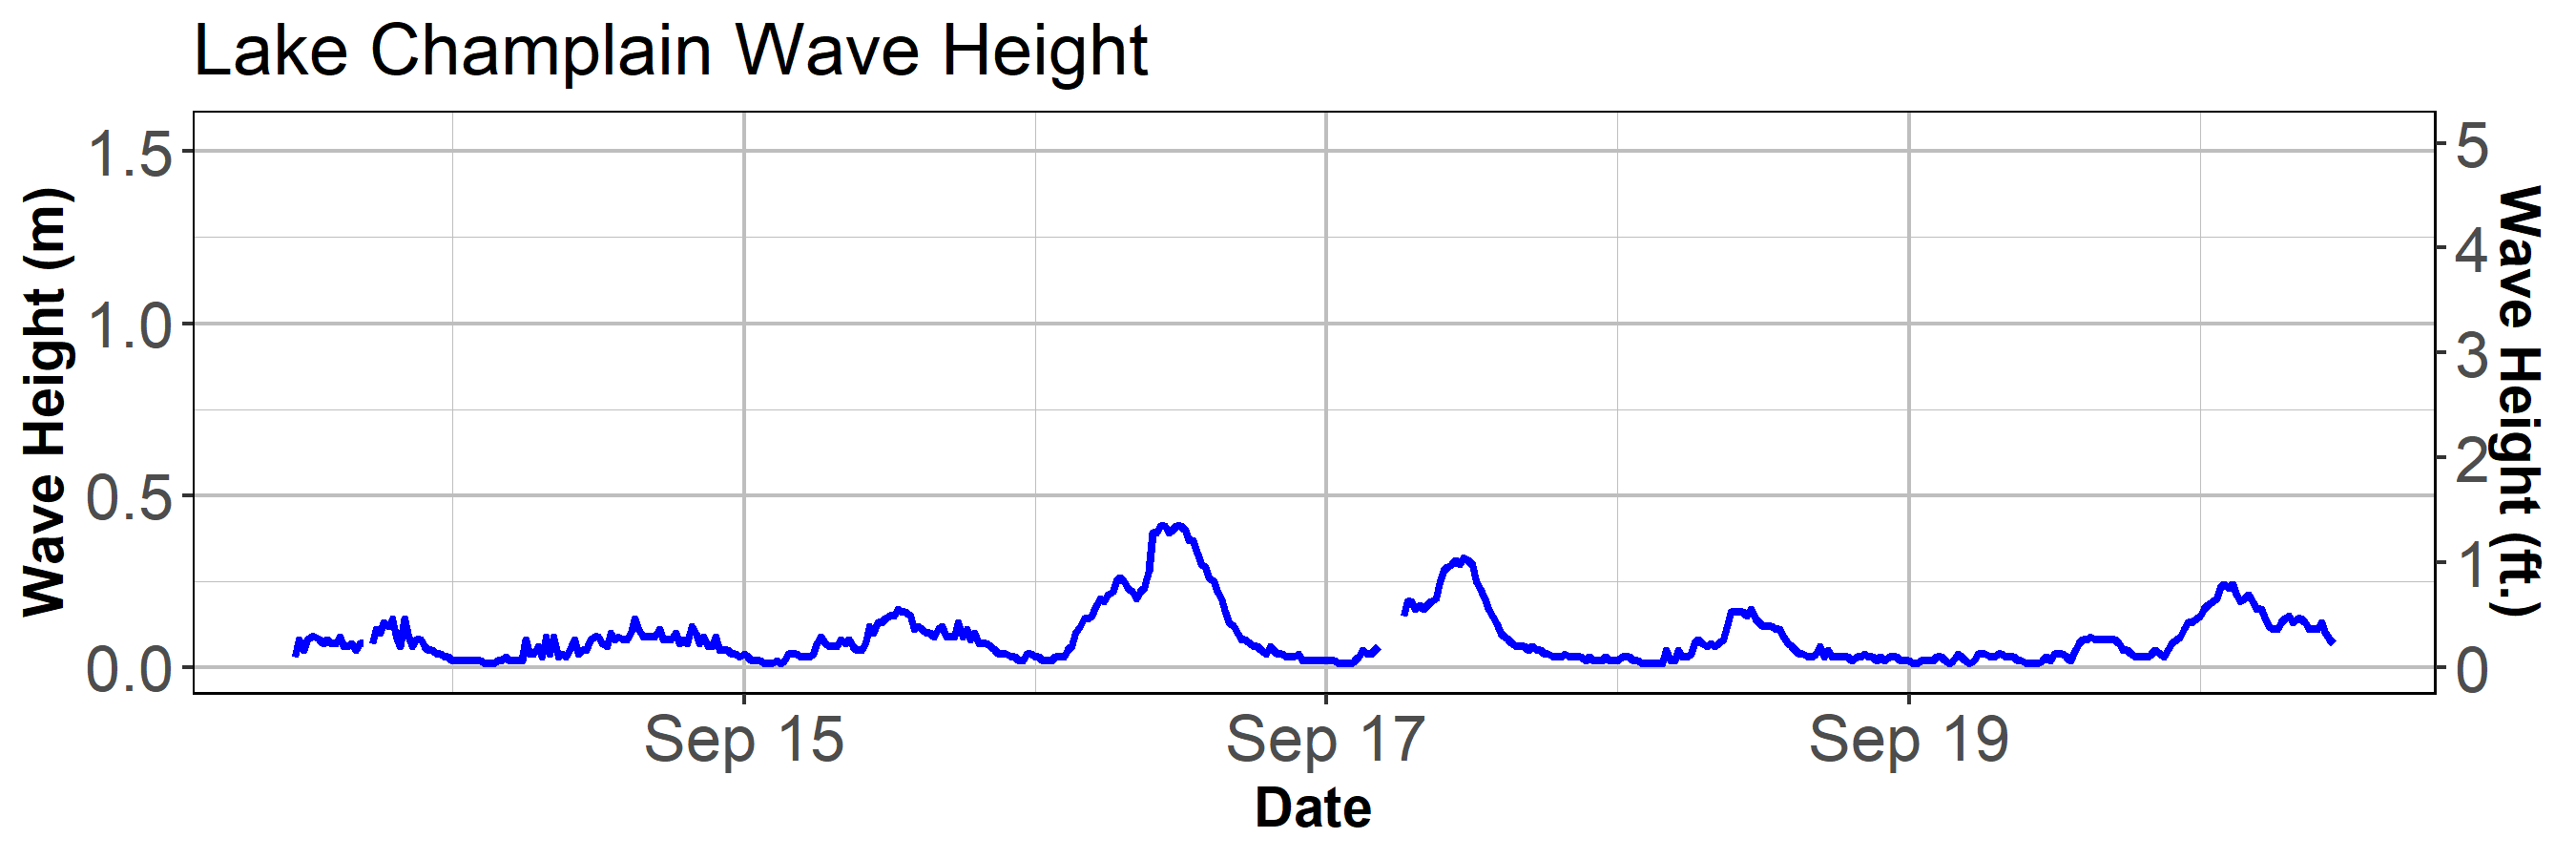 Lake Champlain Wave Height
Wave Height (m)
1.5
1.0
0.5
0.0
5
4
3
2
1
0
Wave Height (ft.)
Sep 15
Sep 17
Sep 19
Date